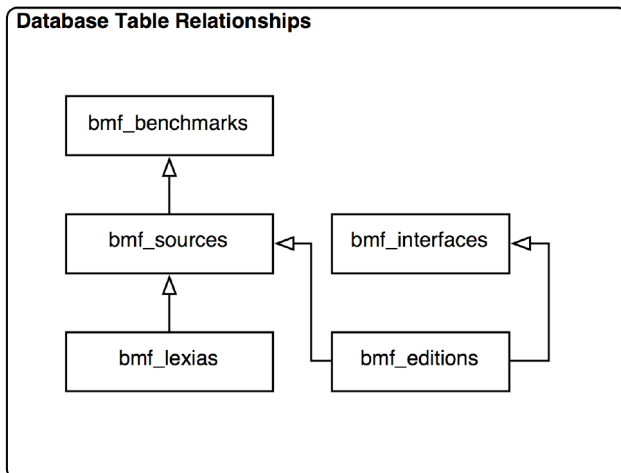 Database Table Relationships
bmf_benchmarks
bmf_sources
bmf_interfaces
bmf_lexias
bmf_editions